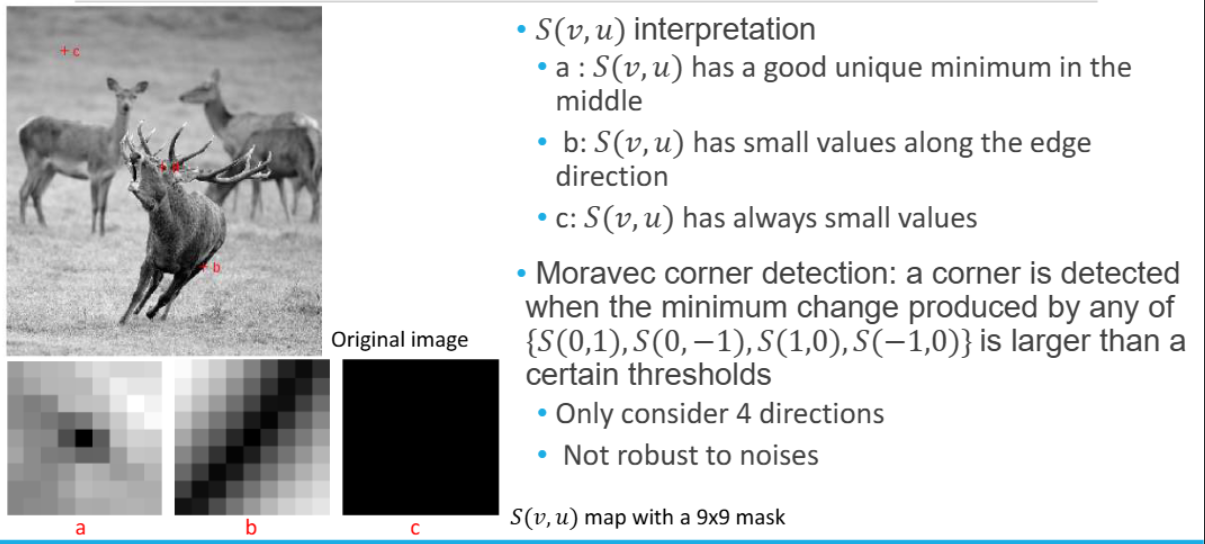 + c
a
+ b
Original image
a
b
c
• S(v, u) interpretation
• a : S(v, u) has a good unique minimum in the
middle
• b: S(v, u) has small values along the edge
direction
• c: S(v, u) has always small values
• Moravec corner detection: a corner is detected
when the minimum change produced by any of
{S(0,1), S(0, −1), S(1,0), S(−1,0)} is larger than a
certain thresholds
• Only consider 4 directions
• Not robust to noises
S(v, u) map with a 9x9 mask